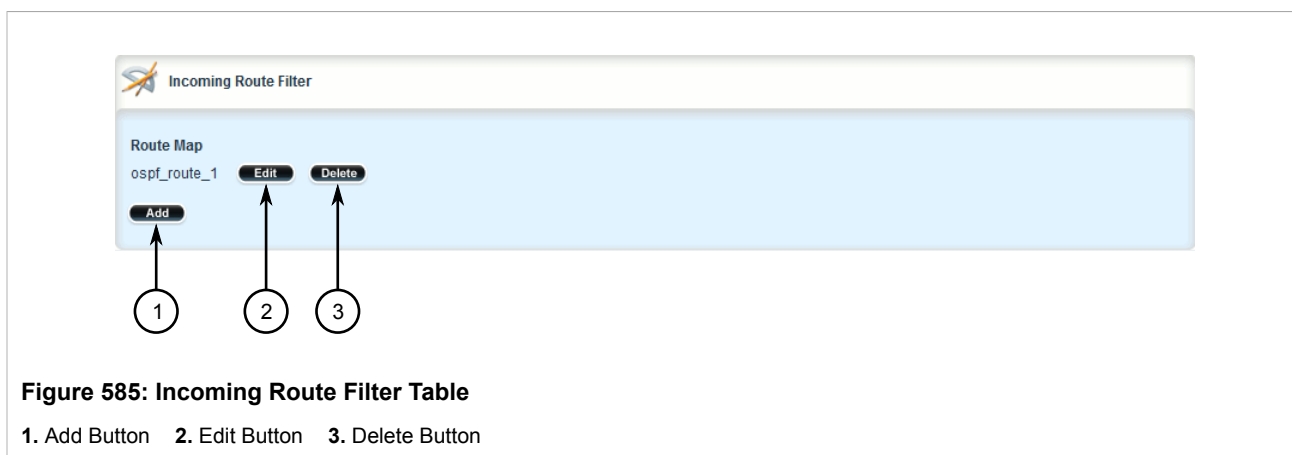 Incoming Route Filter
Route Map
ospf_route_1 Edit Delete
Add
1 2 3
Figure 585: Incoming Route Filter Table
1. Add Button 2. Edit Button 3. Delete Button